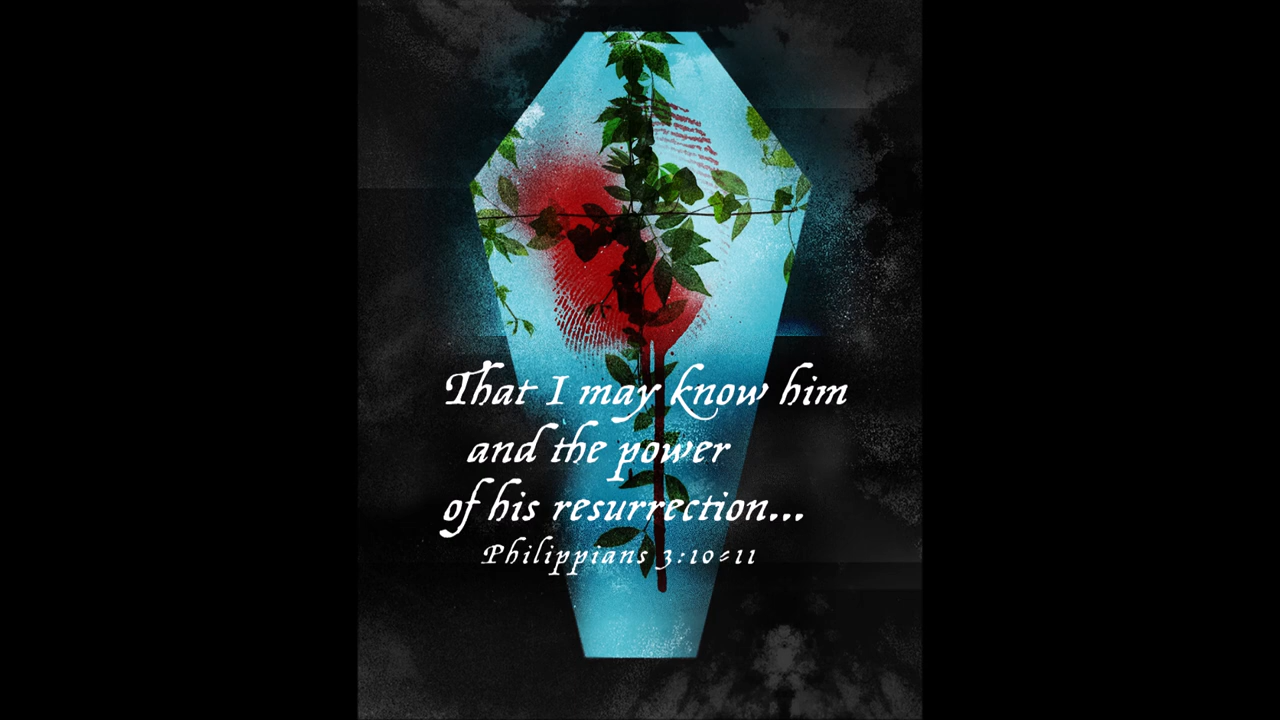 That I may know him
and the power
of his resurrection...
Philippians 3:10-11